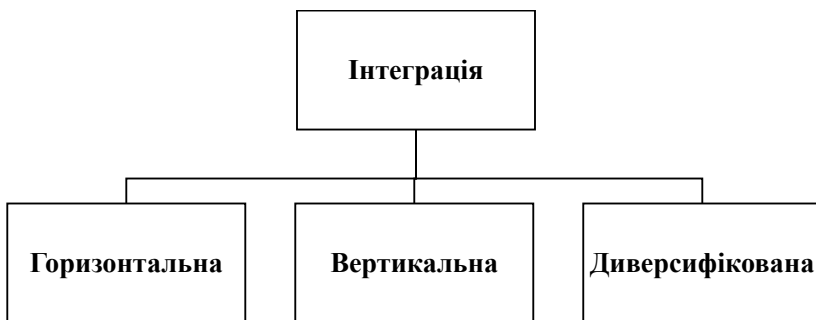 Інтеграція
Горизонтальна
Вертикальна
Диверсифікована